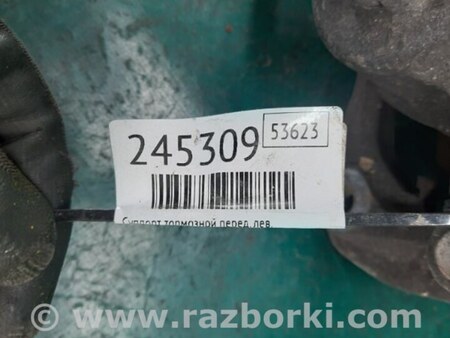 245309
53623
Суппорт тормозной перед лев.
© www.razborki.com